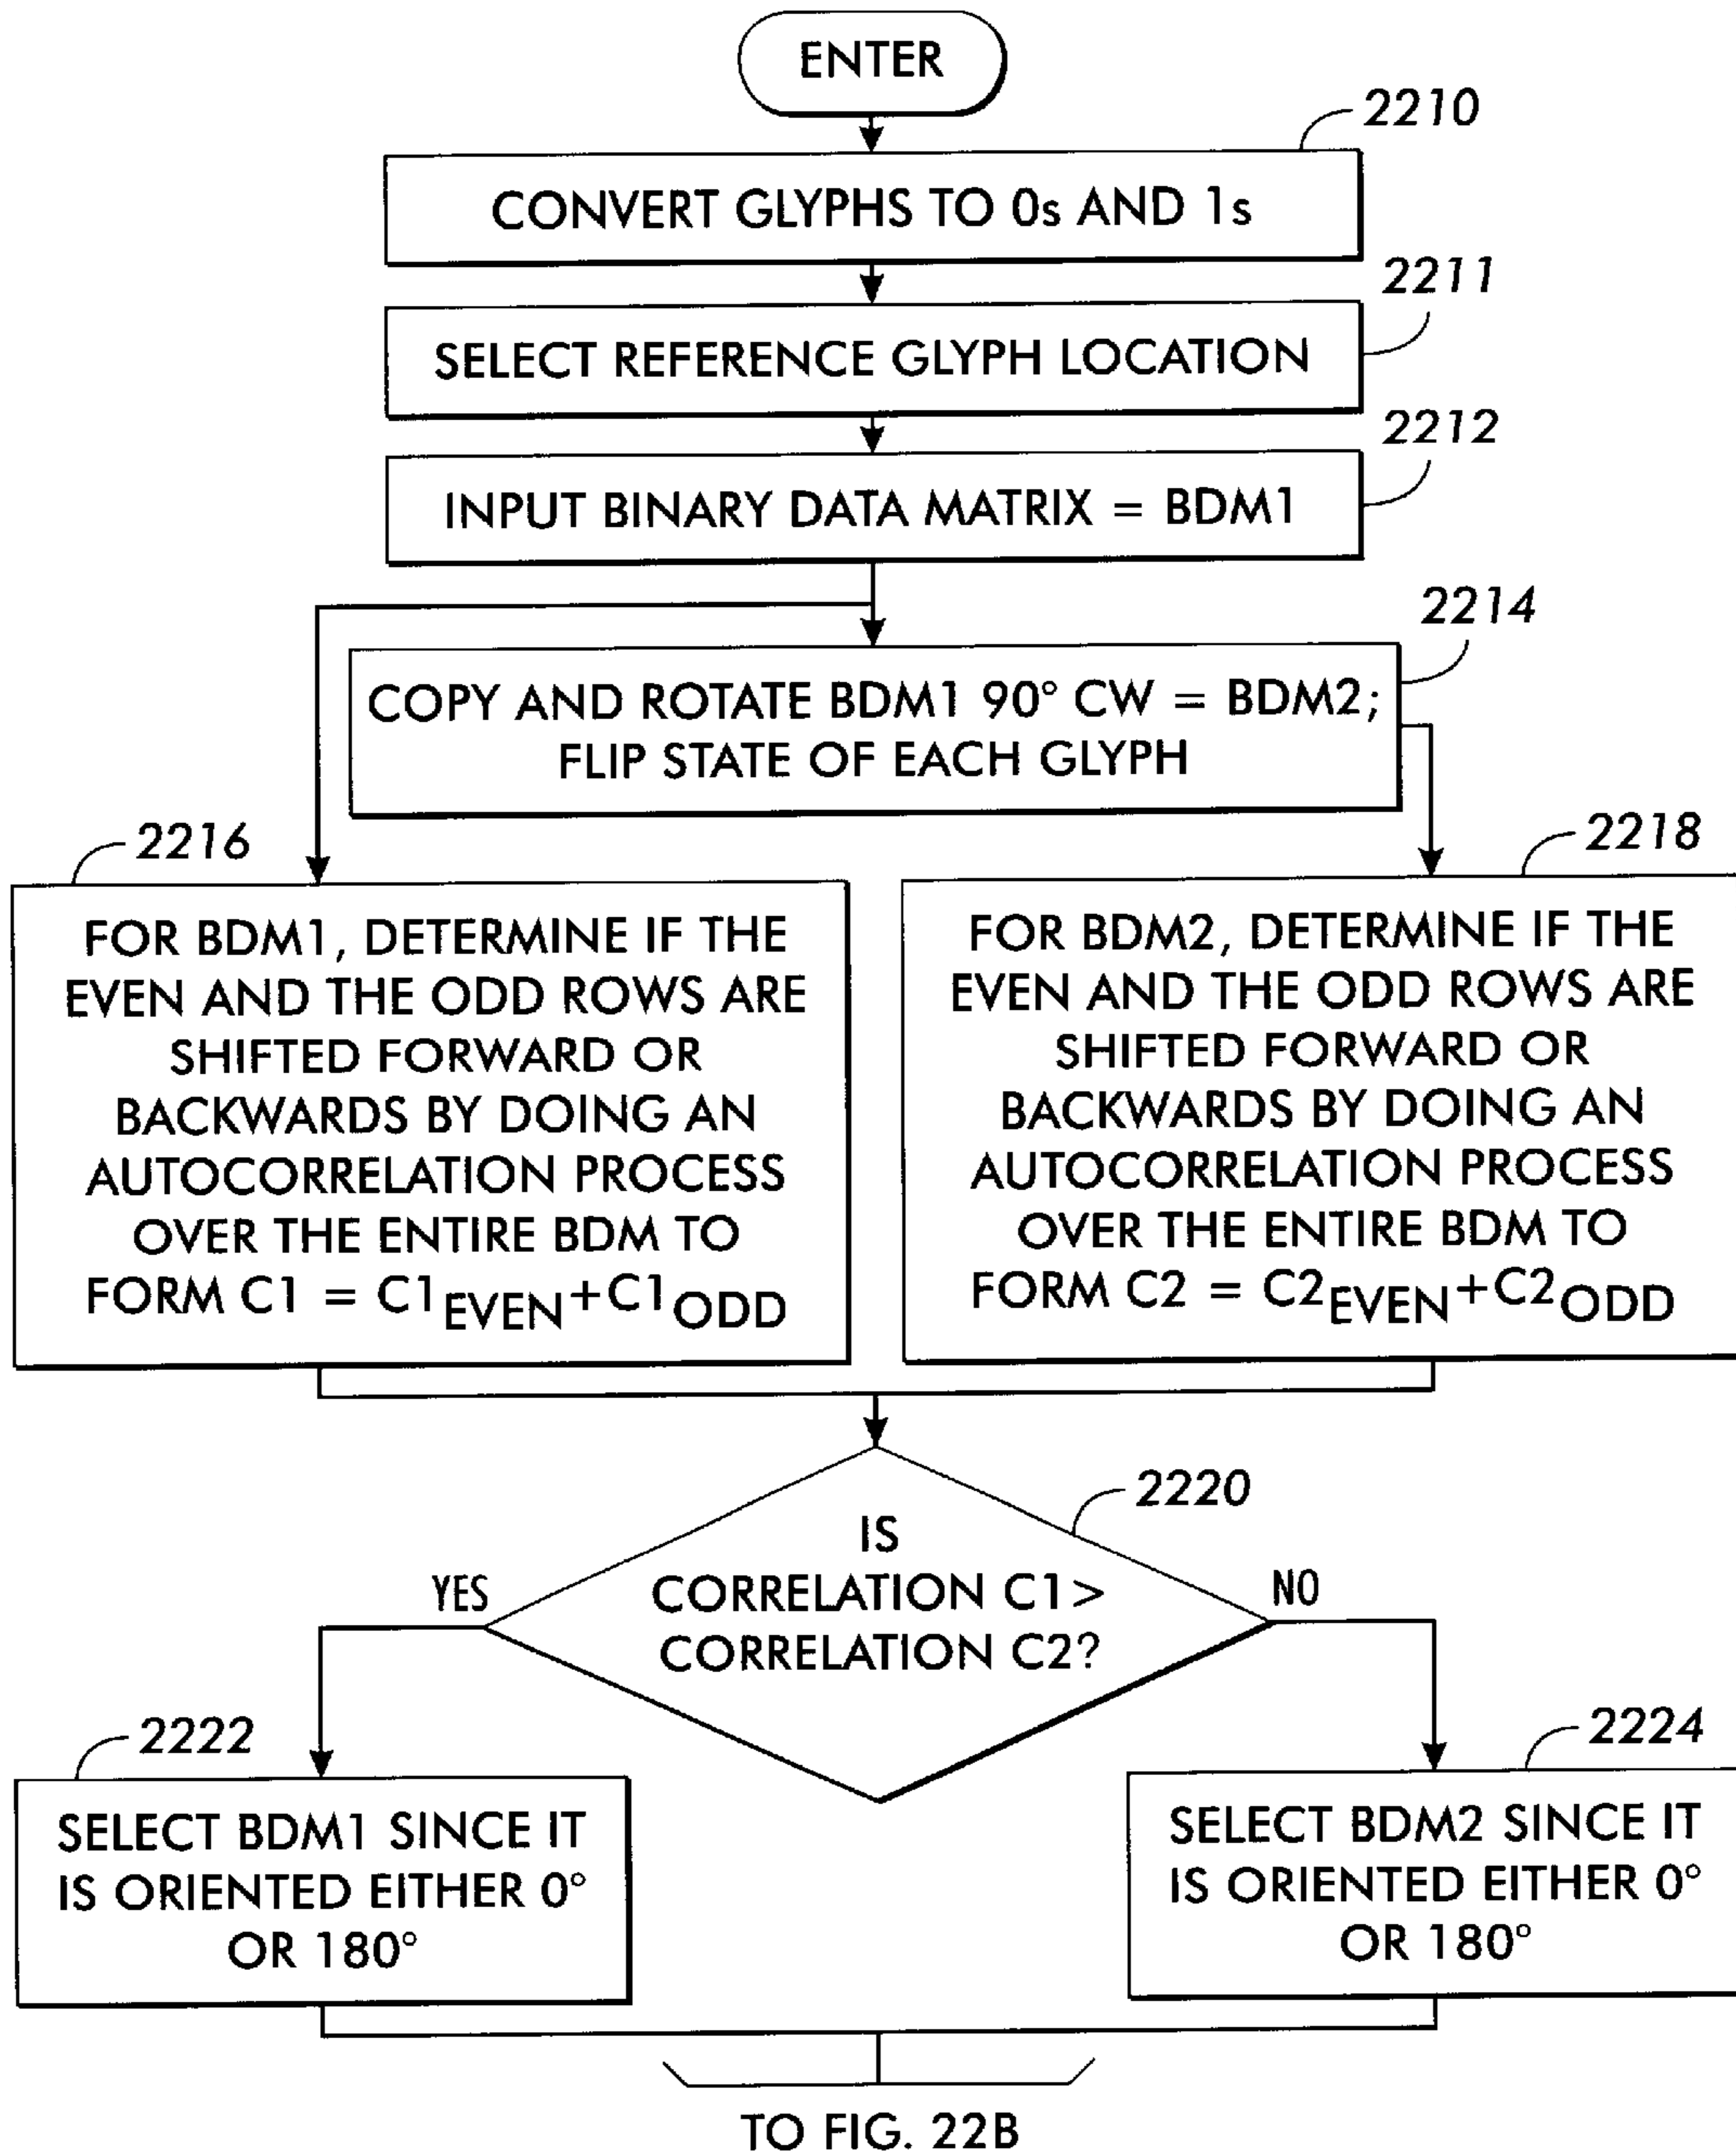 ENTER
2210
CONVERT GLYPHS TO 0s AND 1s
2211
SELECT REFERENCE GLYPH LOCATION
2212
INPUT BINARY DATA MATRIX = BDM1
2214
COPY AND ROTATE BDM1 90° CW = BDM2;
FLIP STATE OF EACH GLYPH
2216
FOR BDM1, DETERMINE IF THE
EVEN AND THE ODD ROWS ARE
SHIFTED FORWARD OR
BACKWARDS BY DOING AN
AUTOCORRELATION PROCESS
OVER THE ENTIRE BDM TO
FORM C1 = C1EVEN+C1ODD
2218
FOR BDM2, DETERMINE IF THE
EVEN AND THE ODD ROWS ARE
SHIFTED FORWARD OR
BACKWARDS BY DOING AN
AUTOCORRELATION PROCESS
OVER THE ENTIRE BDM TO
FORM C2 = C2EVEN+C2ODD
2220
IS
CORRELATION C1>
CORRELATION C2?
YES
NO
2222
SELECT BDM1 SINCE IT
IS ORIENTED EITHER 0°
OR 180°
2224
SELECT BDM2 SINCE IT
IS ORIENTED EITHER 0°
OR 180°
TO FIG. 22B